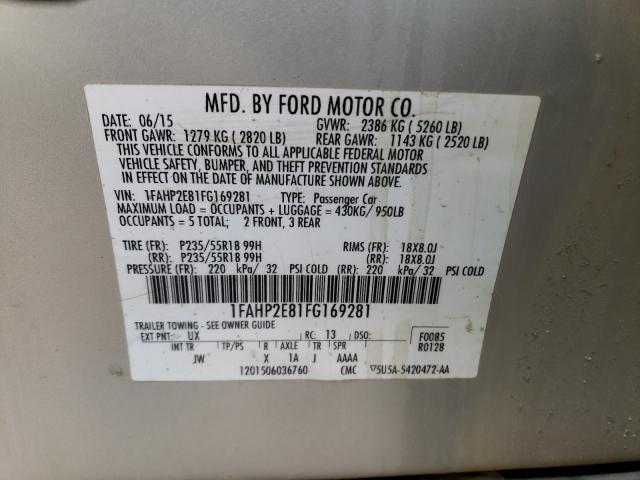 MFD. BY FORD MOTOR CO.
DATE: 06/15 GVWR: 2386 KG ( 5260 LB)
FRONT GAWR: 1279 KG ( 2820 LB) REAR GAWR: 1143 KG ( 2520 LB)
THIS VEHICLE CONFORMS TO ALL APPLICABLE FEDERAL MOTOR
VEHICLE SAFETY, BUMPER, AND THEFT PREVENTION STANDARDS
IN EFFECT ON THE DATE OF MANUFACTURE SHOWN ABOVE.
VIN: 1FAHP2E81FG169281 TYPE: Passenger Car
MAXIMUM LOAD = OCCUPANTS + LUGGAGE = 430KG/ 950LB
OCCUPANTS = 5 TOTAL; 2 FRONT, 3 REAR
TIRE (FR): P235/55R18 99H RIMS (FR): 18X8.0J
(RR): P235/55R18 99H (RR): 18X8.0J
PRESSURE (FR): 220 kPa/ 32 PSI COLD (RR): 220 kPa/ 32 PSI COLD
1FAHP2E81FG169281
TRAILER TOWING - SEE OWNER GUIDE
EXT PNT: UX RC: 13 DSO: F0085
INT TR TP/PS R AXLE TR SPR R0128
JW X 1A J AAAA
1201506036760 CMC ▽5U5A-5420472-AA